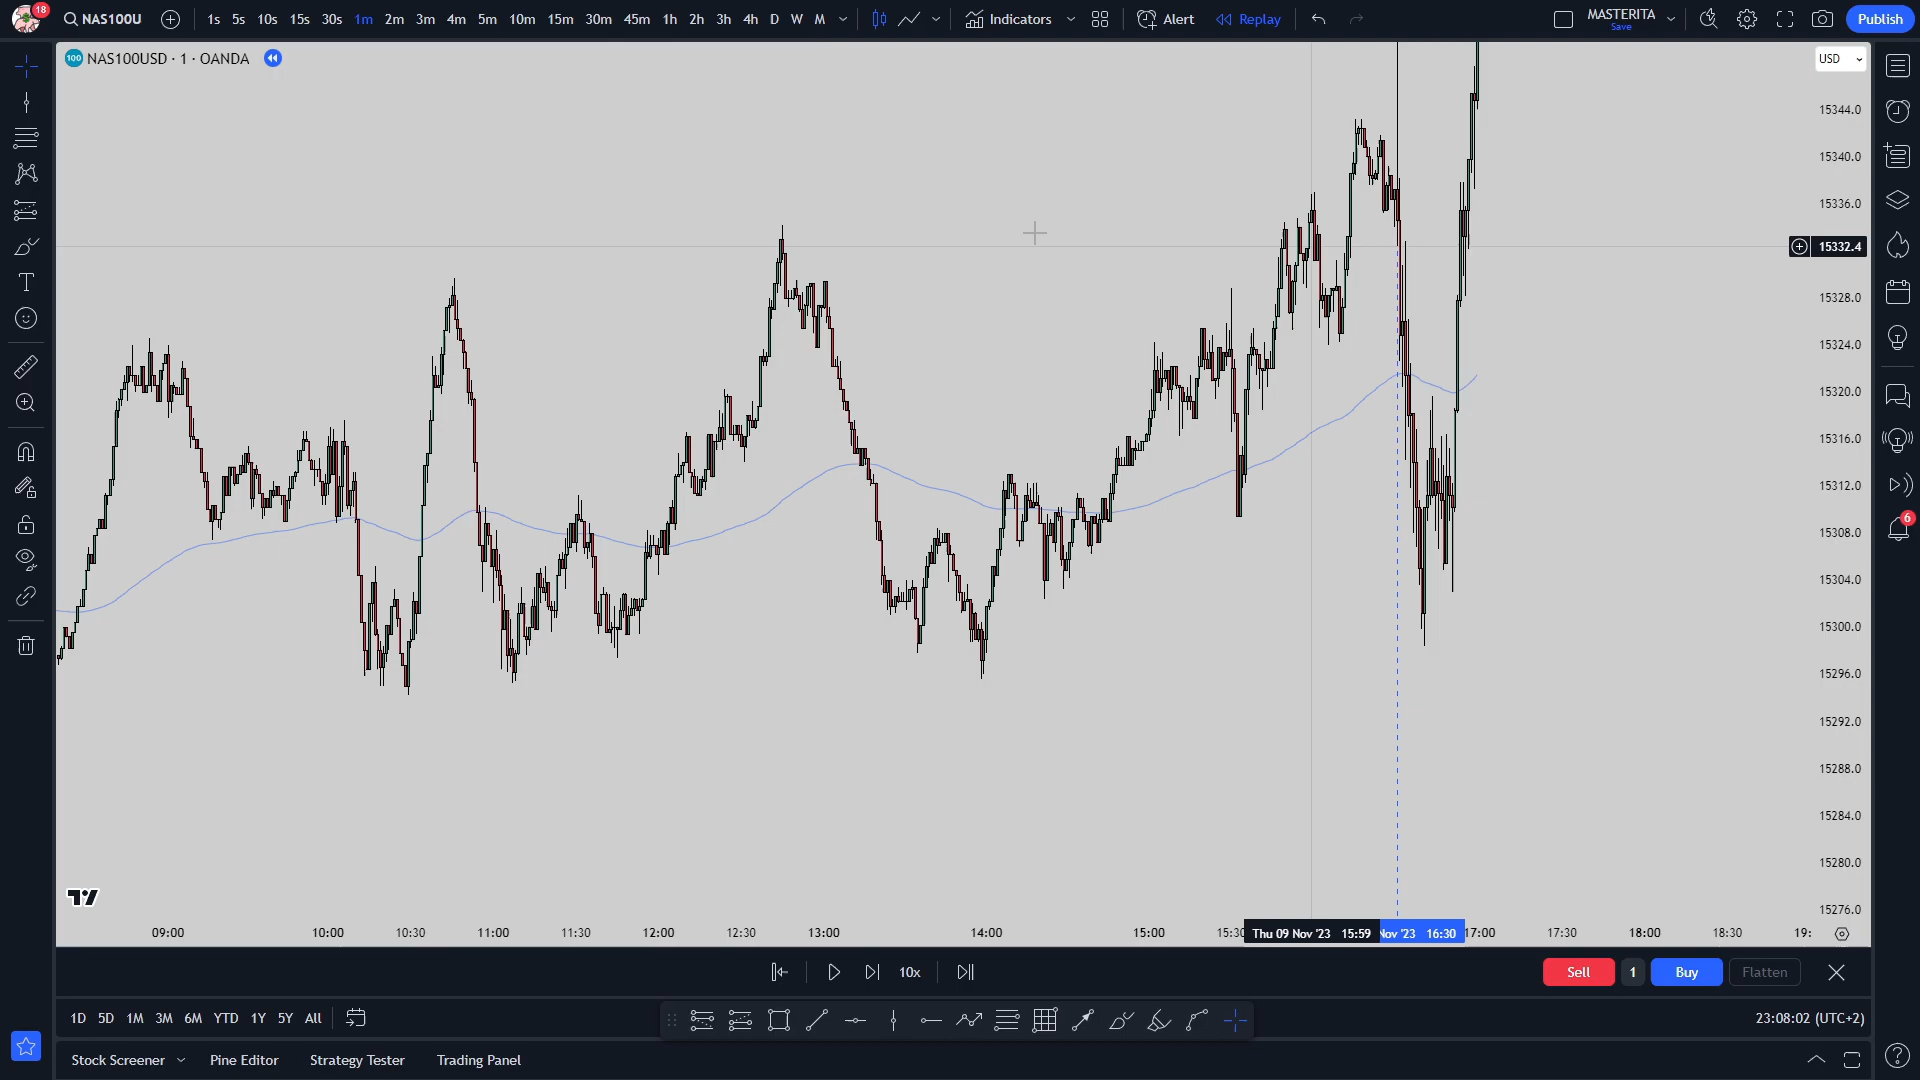 18
NAS100U
1s 5s 10s 15s 30s 1m 2m 3m 4m 5m 10m 15m 30m 45m 1h 2h 3h 4h D W M
Indicators
Alert
Replay
MASTERITA
Save
Publish
100 NAS100USD · 1 · OANDA
USD
15344.0
15340.0
15336.0
15332.4
15328.0
15324.0
15320.0
15316.0
15312.0
15308.0
15304.0
15300.0
15296.0
15292.0
15288.0
15284.0
15280.0
15276.0
6
09:00 10:00 10:30 11:00 11:30 12:00 12:30 13:00 14:00 15:00 15:30 Thu 09 Nov '23 15:59 Nov '23 16:30 17:00 17:30 18:00 18:30 19:
10x
Sell 1 Buy Flatten
1D 5D 1M 3M 6M YTD 1Y 5Y All
23:08:02 (UTC+2)
Stock Screener Pine Editor Strategy Tester Trading Panel